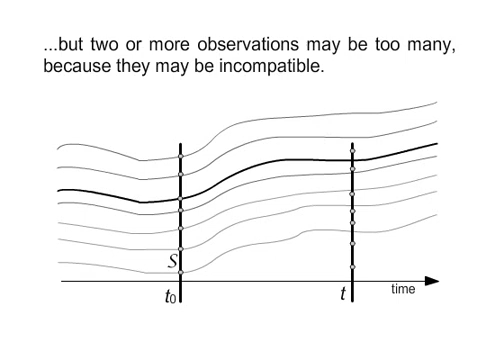 ...but two or more observations may be too many,
because they may be incompatible.
S
t0
t
time